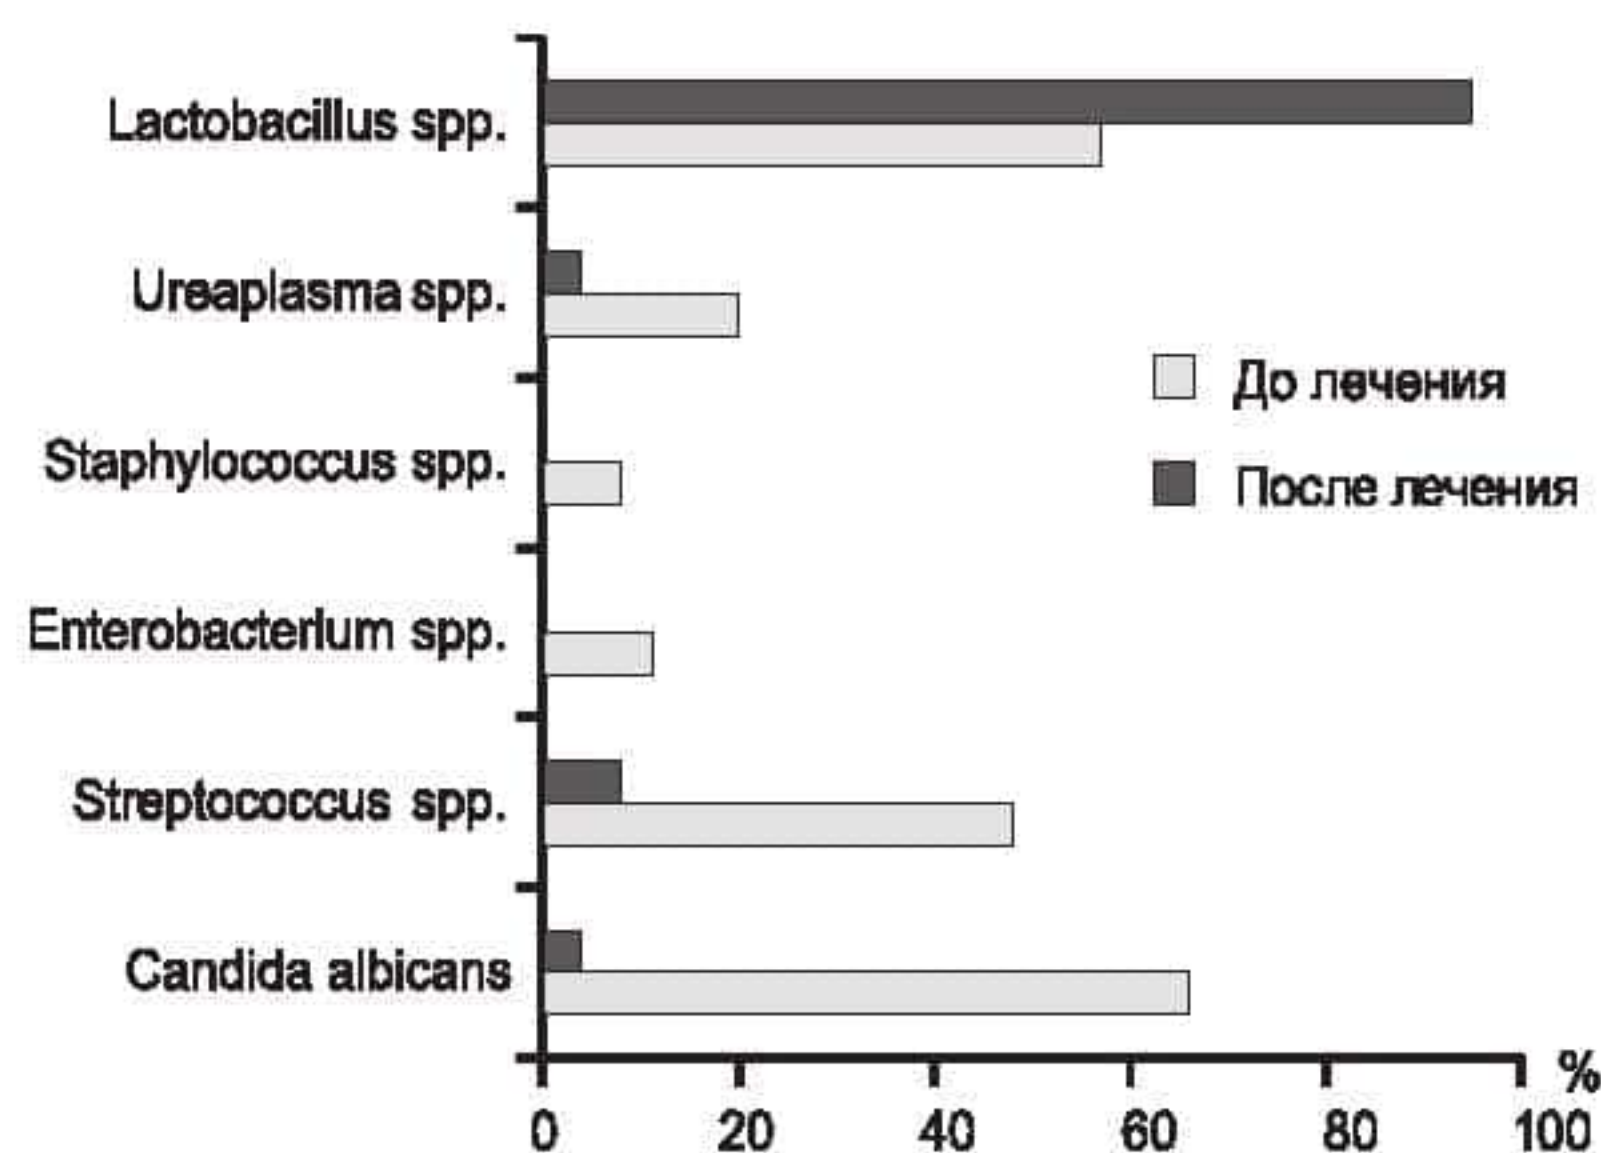 Lactobacillus spp.
Ureaplasma spp.
Staphylococcus spp.
До лечения
После лечения
Enterobacterium spp.
Streptococcus spp.
Candida albicans
%
0 20 40 60 80 100